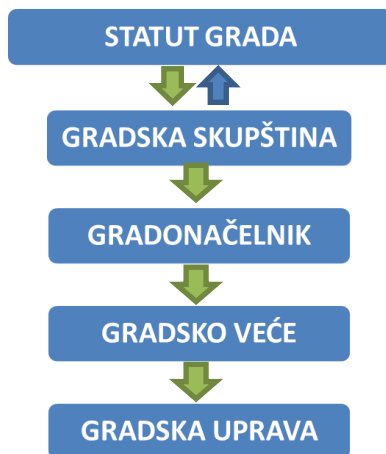 STATUT GRADA
GRADSKA SKUPŠTINA
GRADONAČELNIK
GRADSKO VEĆE
GRADSKA UPRAVA